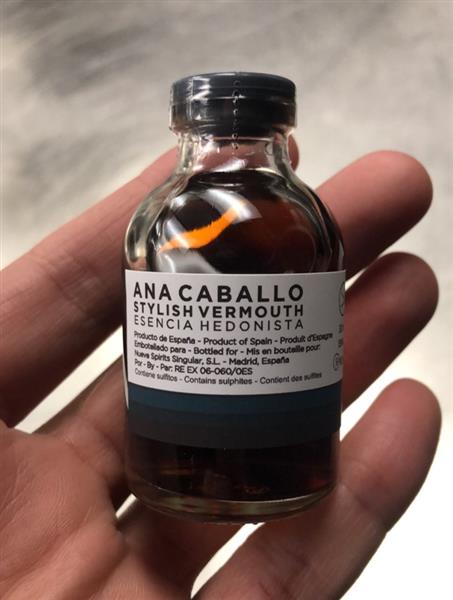 ANA CABALLO
STYLISH VERMOUTH
ESENCIA HEDONISTA
Producto de España - Product of Spain - Produit d'Espagne
Embotellado para - Bottled for - Mis en bouteille pour:
Nueva Spirits Singular, S.L. - Madrid, España
Por - By - Par: RE EX 06-060/0ES
Contiene sulfitos - Contains sulphites - Contient des sulfites